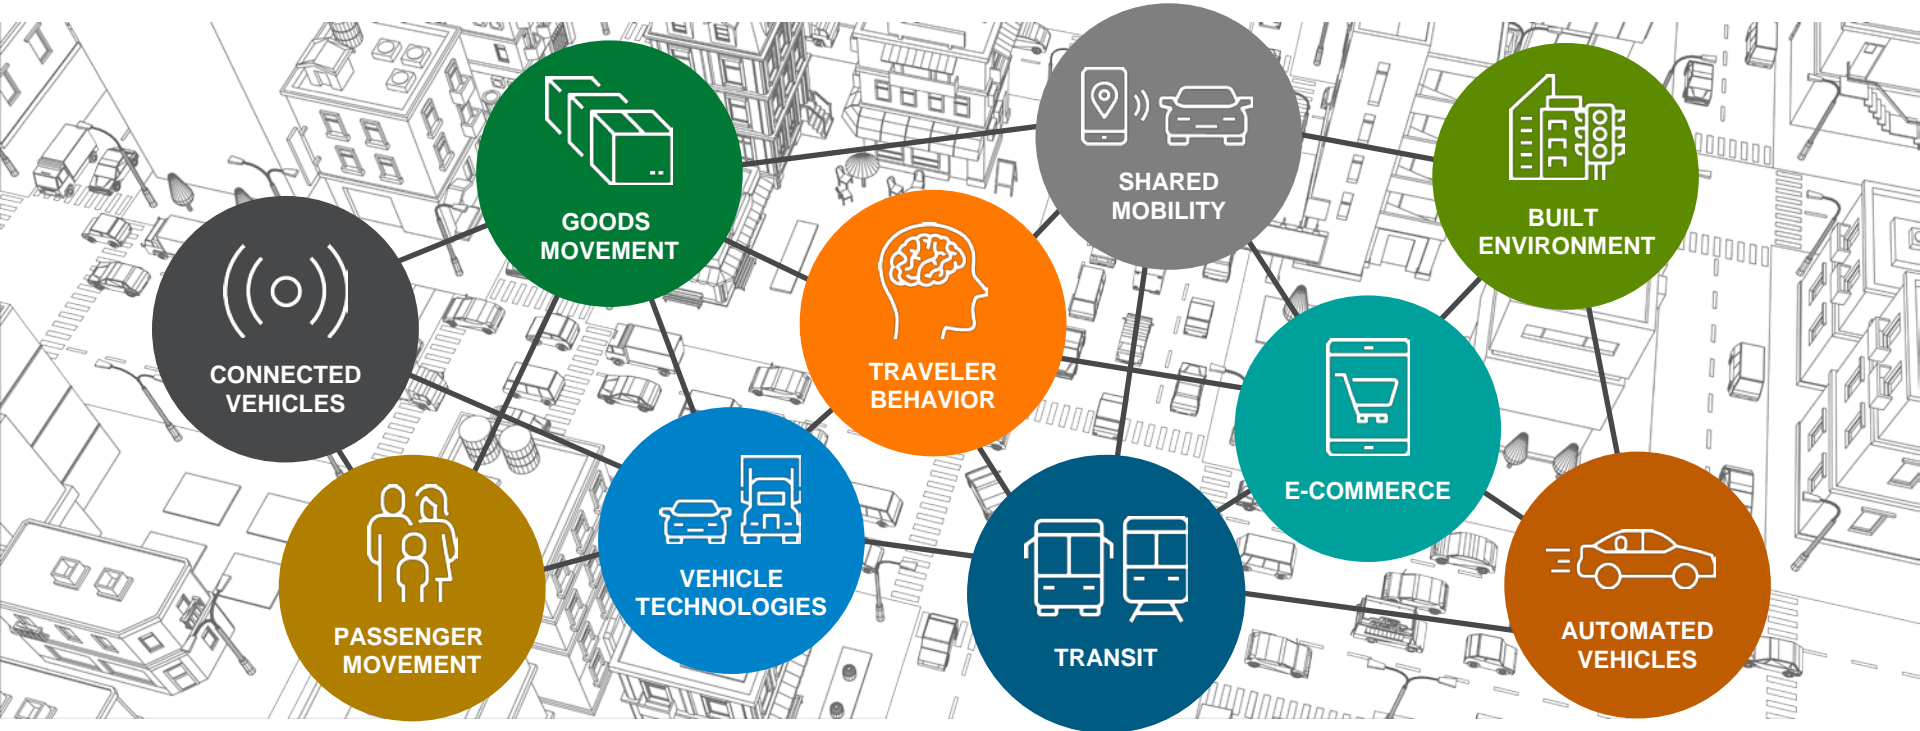 GOODS
MOVEMENT
SHARED
MOBILITY
BUILT
ENVIRONMENT
CONNECTED
VEHICLES
TRAVELER
BEHAVIOR
E-COMMERCE
PASSENGER
MOVEMENT
VEHICLE
TECHNOLOGIES
TRANSIT
AUTOMATED
VEHICLES